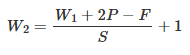 W₂ = (W₁ + 2P − F) / S + 1